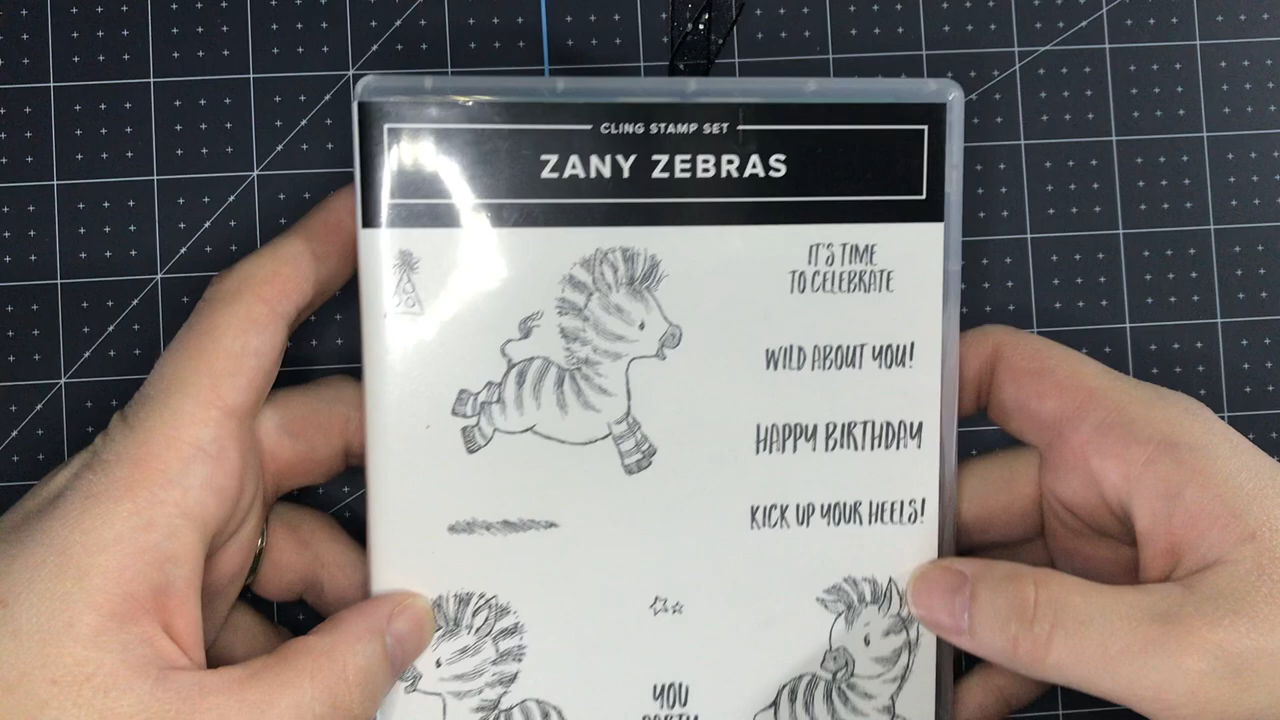 CLING STAMP SET
ZANY ZEBRAS
IT'S TIME
TO CELEBRATE
WILD ABOUT YOU!
HAPPY BIRTHDAY
KICK UP YOUR HEELS!
YOU
PARTY